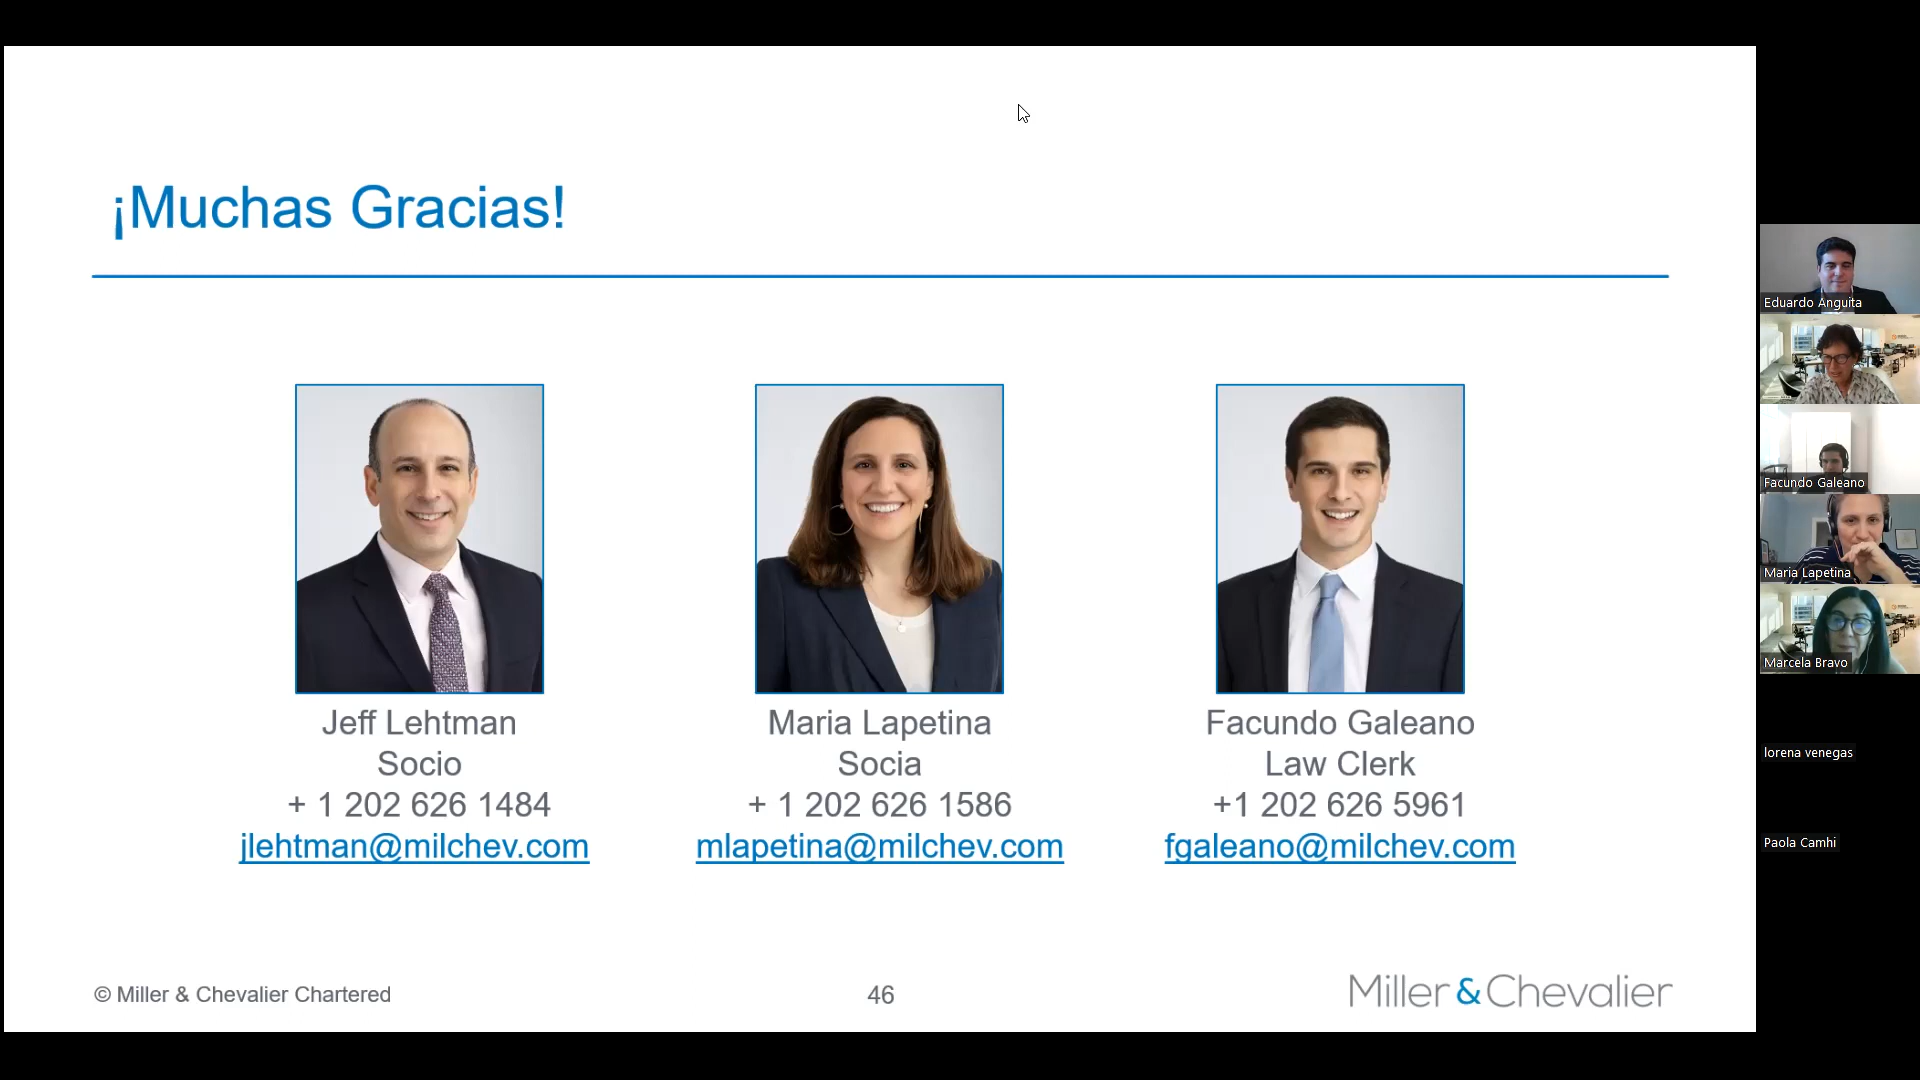 ¡Muchas Gracias!
Jeff Lehtman
Socio
+ 1 202 626 1484
jlehtman@milchev.com
Maria Lapetina
Socia
+ 1 202 626 1586
mlapetina@milchev.com
Facundo Galeano
Law Clerk
+1 202 626 5961
fgaleano@milchev.com
© Miller & Chevalier Chartered
46
Miller & Chevalier
Eduardo Anguita
Facundo Galeano
Maria Lapetina
Marcela Bravo
lorena venegas
Paola Camhi